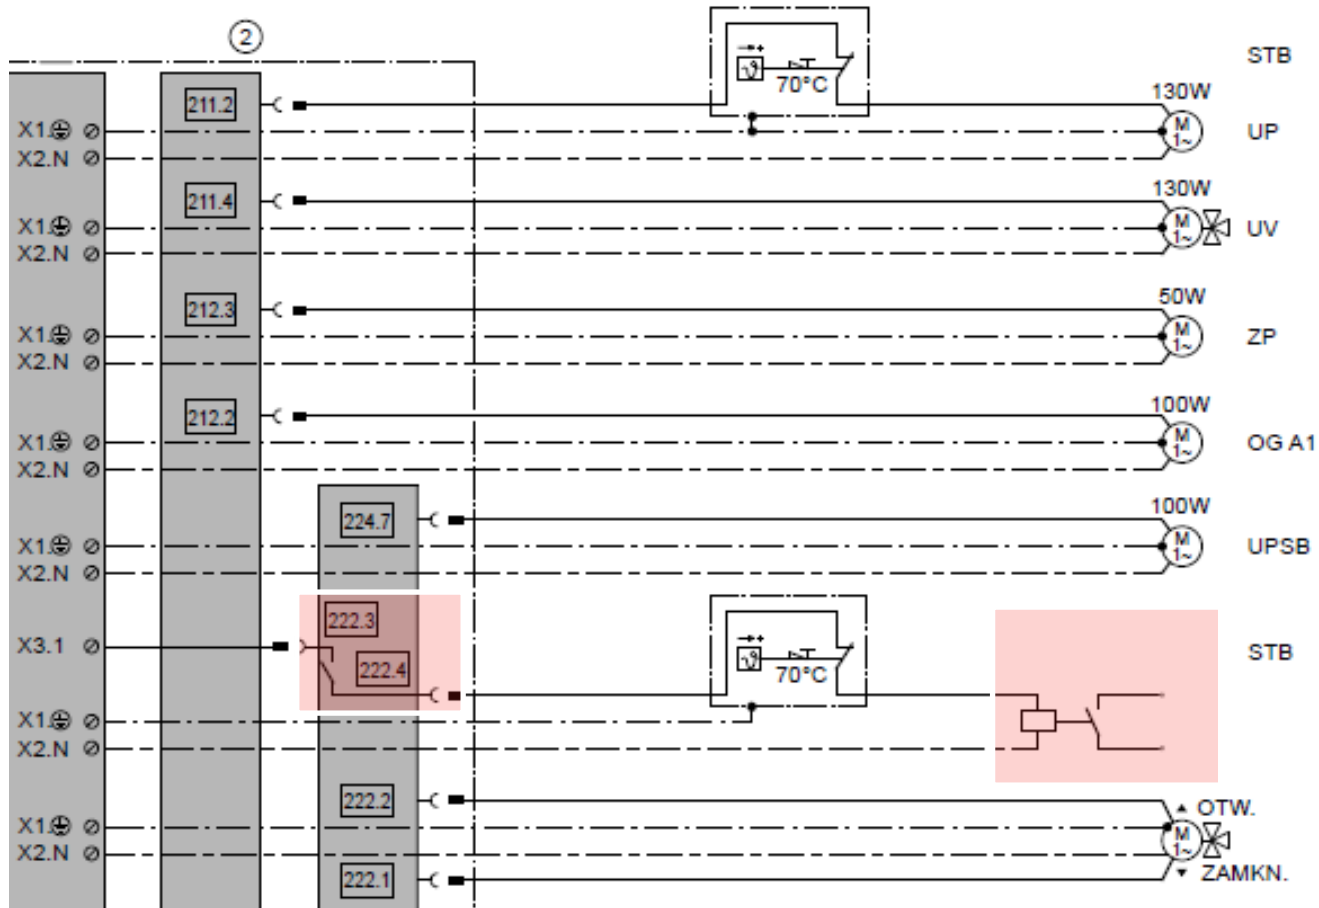 2
STB
70°C
130W
211.2
X1.
M
1~
UP
X2.N
130W
211.4
X1.
M
1~
UV
X2.N
50W
212.3
X1.
M
1~
ZP
X2.N
100W
212.2
X1.
M
1~
OG A1
X2.N
100W
224.7
X1.
M
1~
UPSB
X2.N
222.3
X3.1
STB
222.4
70°C
X1.
X2.N
222.2
OTW.
X1.
M
1~
X2.N
ZAMKN.
222.1